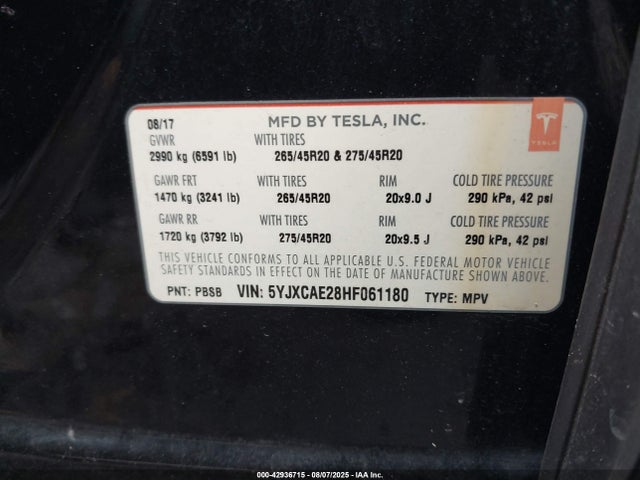 08/17 MFD BY TESLA, INC.
GVWR WITH TIRES
2990 kg (6591 lb) 265/45R20 & 275/45R20
TESLA
GAWR FRT WITH TIRES RIM COLD TIRE PRESSURE
1470 kg (3241 lb) 265/45R20 20x9.0 J 290 kPa, 42 psi
GAWR RR WITH TIRES RIM COLD TIRE PRESSURE
1720 kg (3792 lb) 275/45R20 20x9.5 J 290 kPa, 42 psi
THIS VEHICLE CONFORMS TO ALL APPLICABLE U.S. FEDERAL MOTOR VEHICLE
SAFETY STANDARDS IN EFFECT ON THE DATE OF MANUFACTURE SHOWN ABOVE.
PNT: PBSB VIN: 5YJXCAE28HF061180 TYPE: MPV
000-42936715 - 08/07/2025 - IAA Inc.